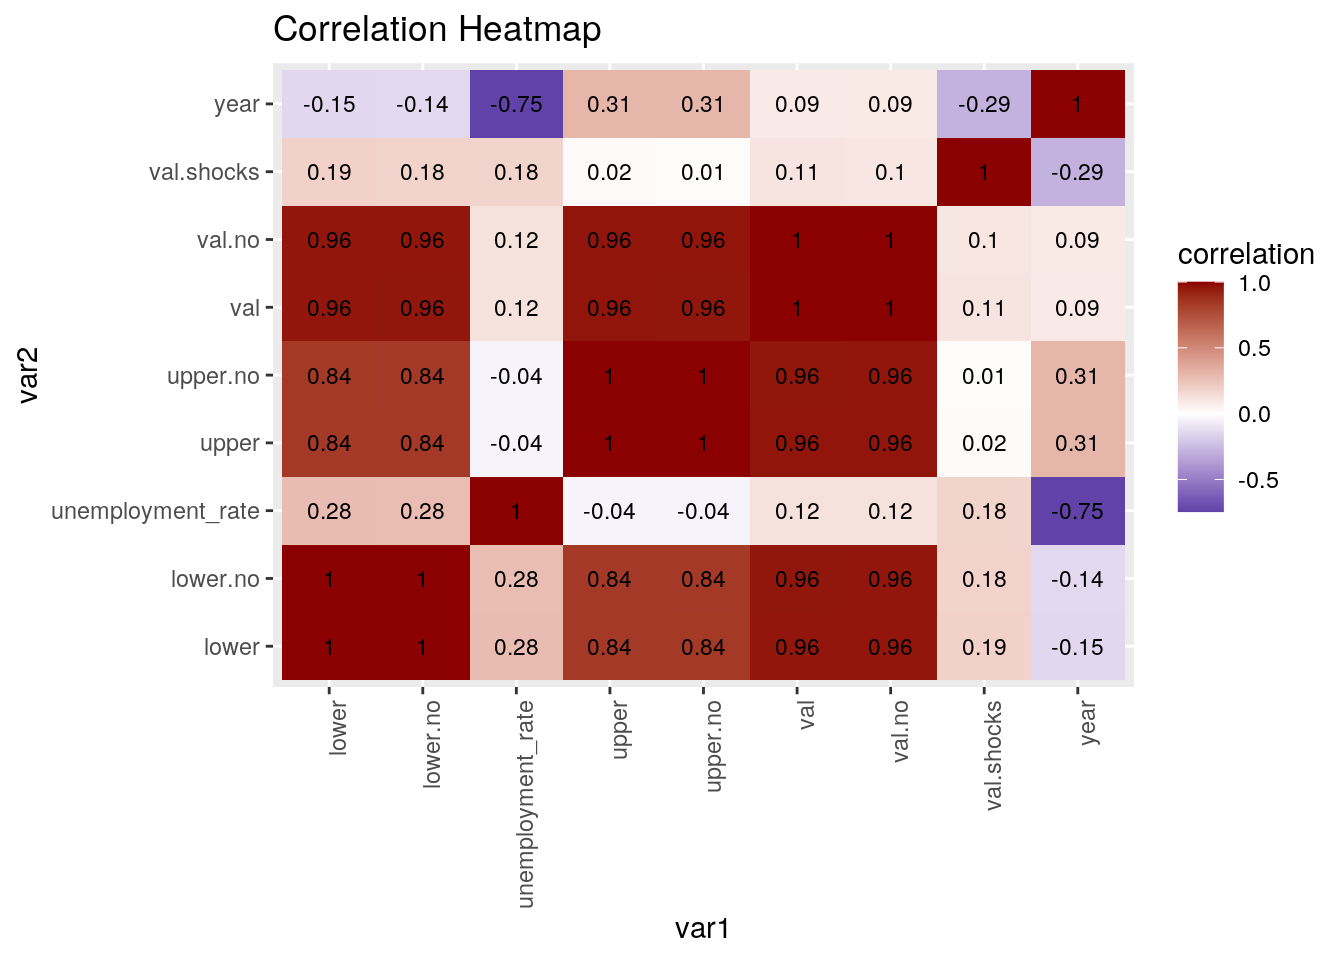 Correlation Heatmap
year -0.15 -0.14 -0.75 0.31 0.31 0.09 0.09 -0.29 1
val.shocks 0.19 0.18 0.18 0.02 0.01 0.11 0.1 1 -0.29
val.no 0.96 0.96 0.12 0.96 0.96 1 1 0.1 0.09
val 0.96 0.96 0.12 0.96 0.96 1 1 0.11 0.09
upper.no 0.84 0.84 -0.04 1 1 0.96 0.96 0.01 0.31
upper 0.84 0.84 -0.04 1 1 0.96 0.96 0.02 0.31
unemployment_rate 0.28 0.28 1 -0.04 -0.04 0.12 0.12 0.18 -0.75
lower.no 1 1 0.28 0.84 0.84 0.96 0.96 0.18 -0.14
lower 1 1 0.28 0.84 0.84 0.96 0.96 0.19 -0.15
var2
lower
lower.no
unemployment_rate
upper
upper.no
val
val.no
val.shocks
year
var1
correlation
1.0
0.5
0.0
-0.5